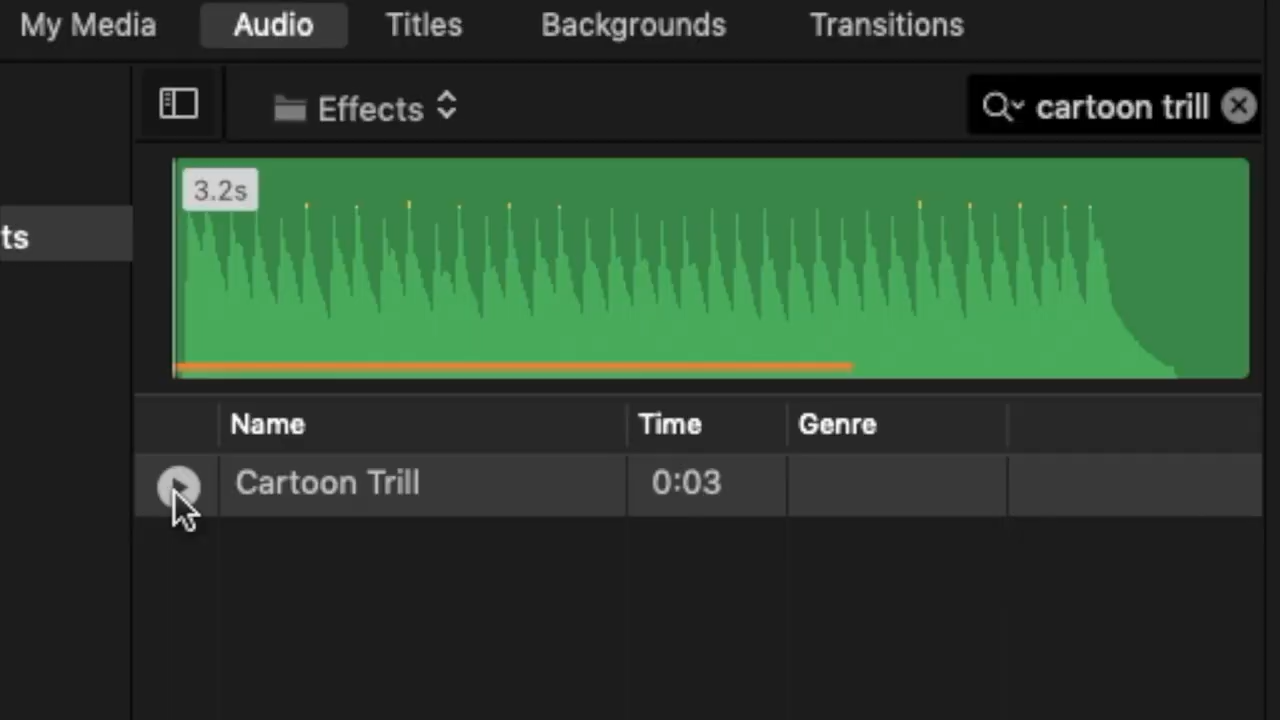 My Media Audio Titles Backgrounds Transitions
Effects cartoon trill
3.2s
ts
Name Time Genre
Cartoon Trill 0:03